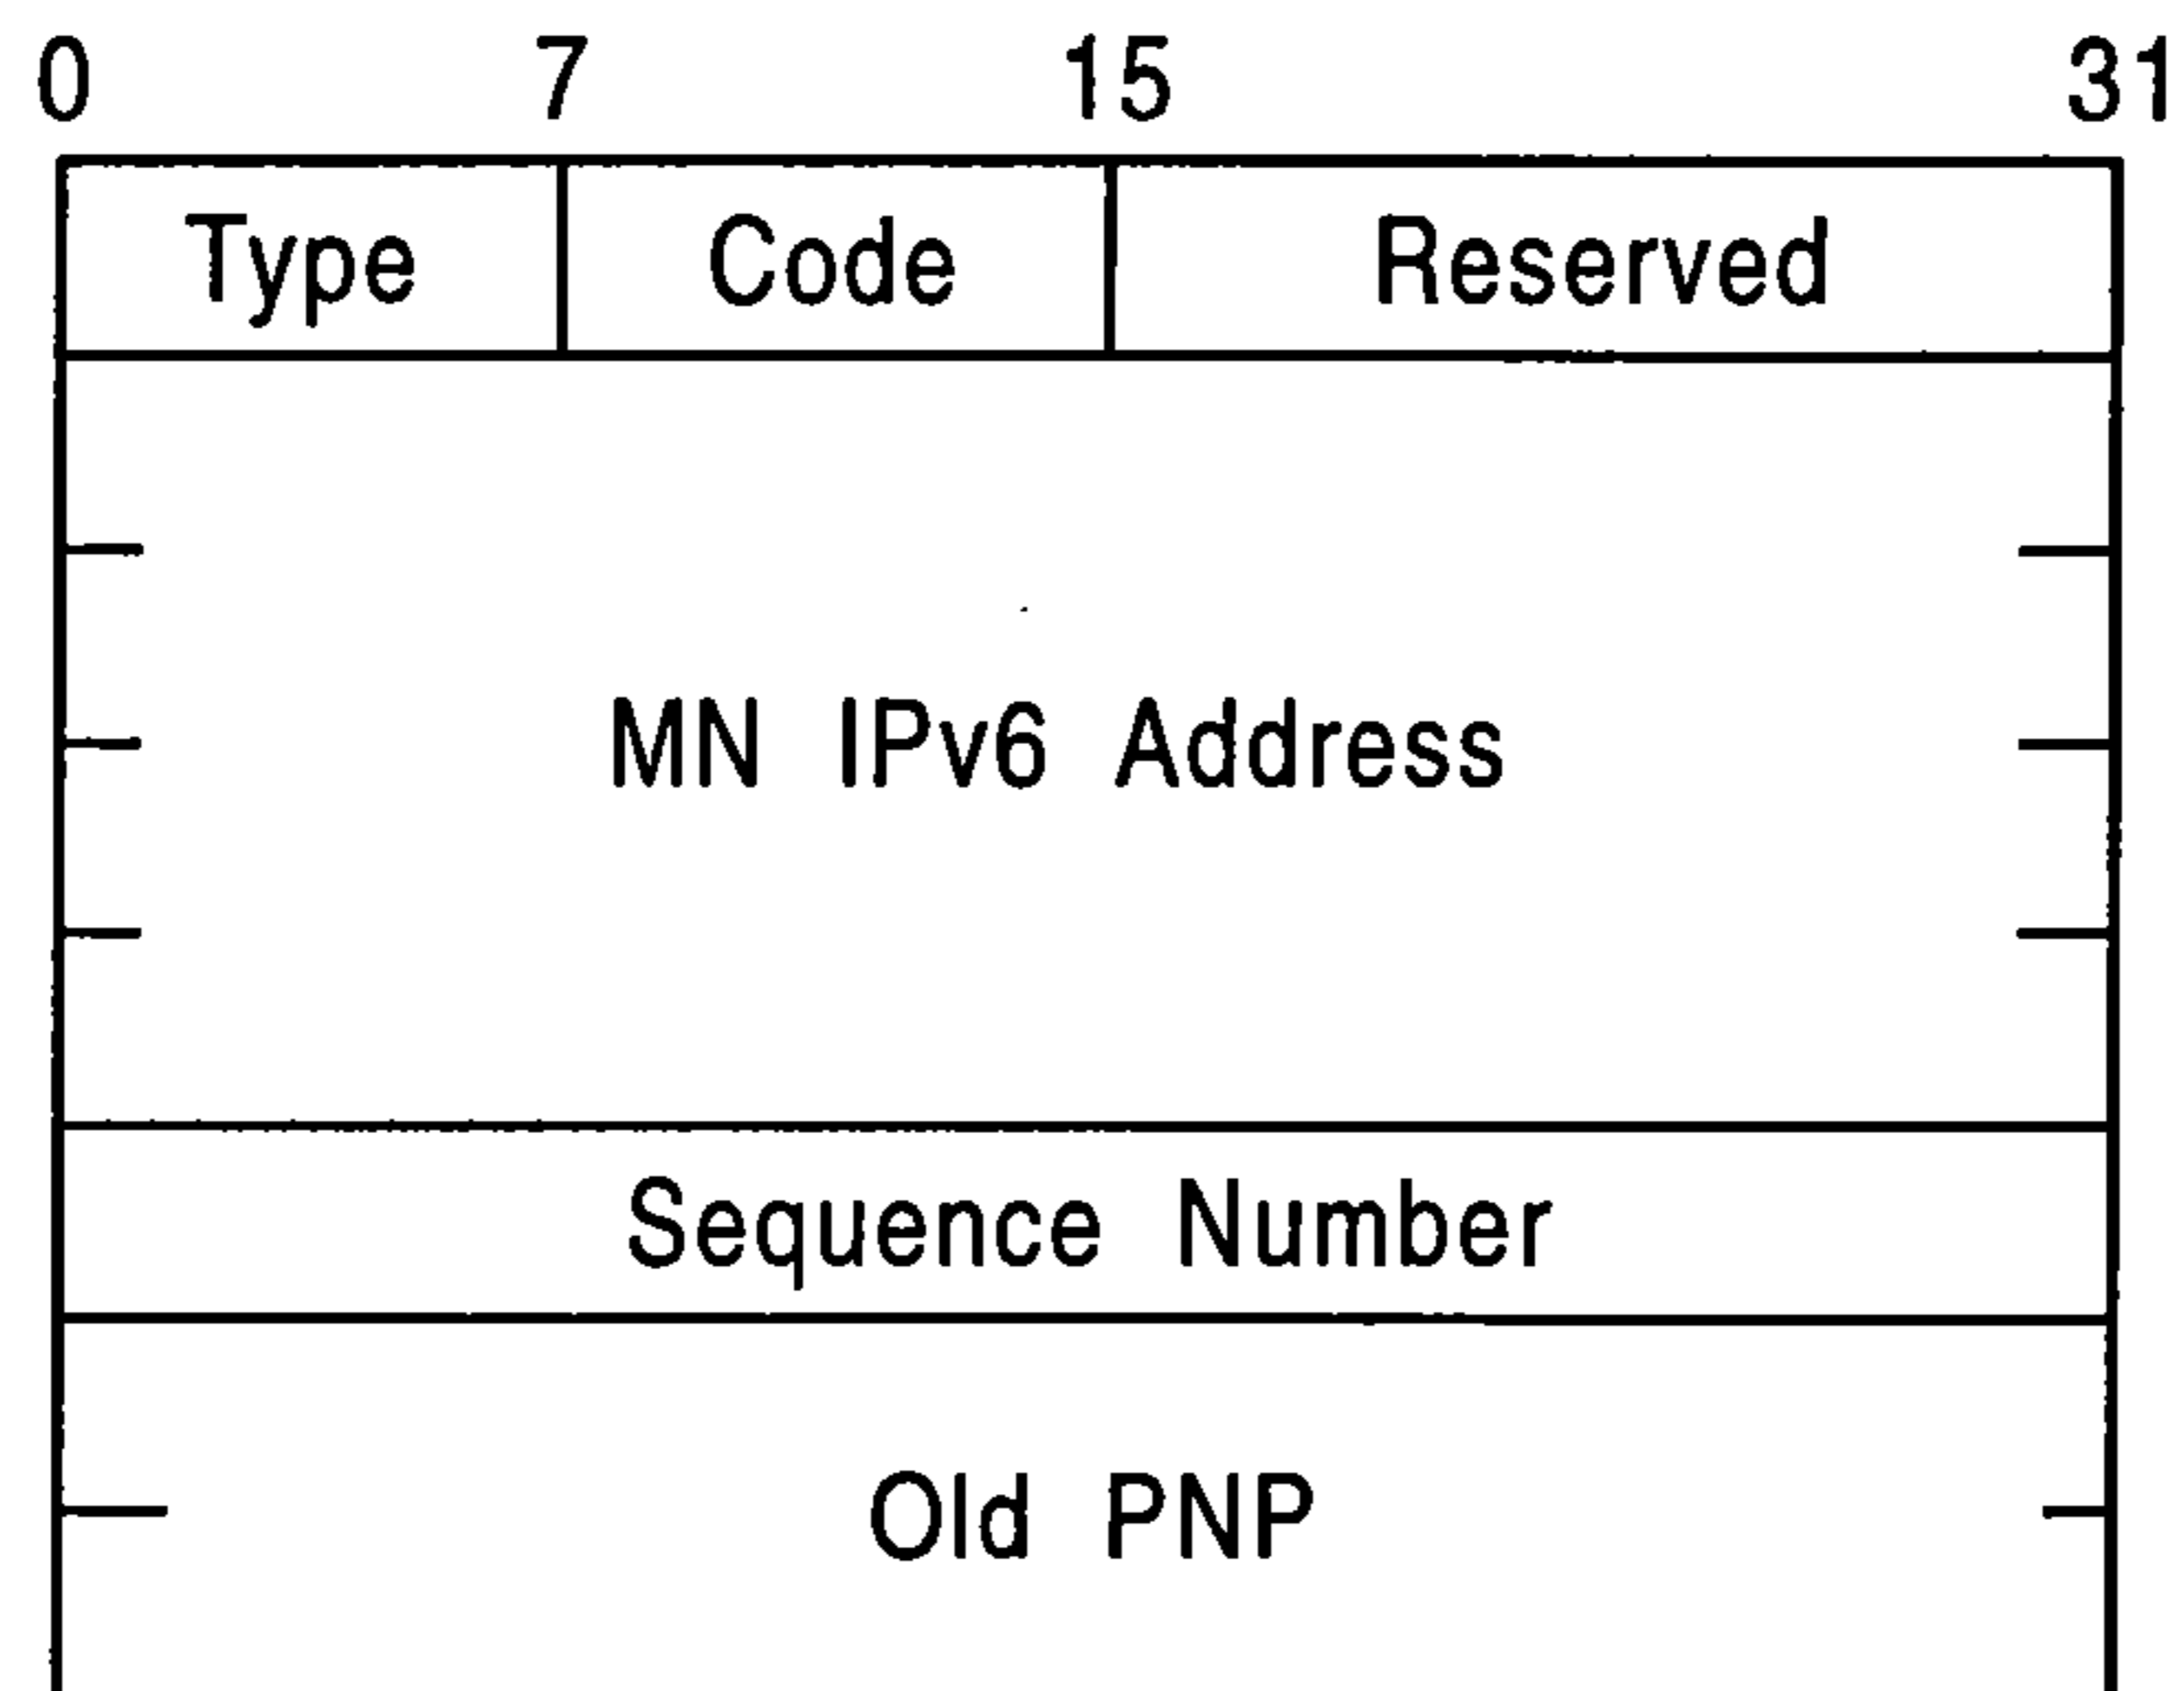 0 7 15 31
Type Code Reserved
MN IPv6 Address
Sequence Number
Old PNP